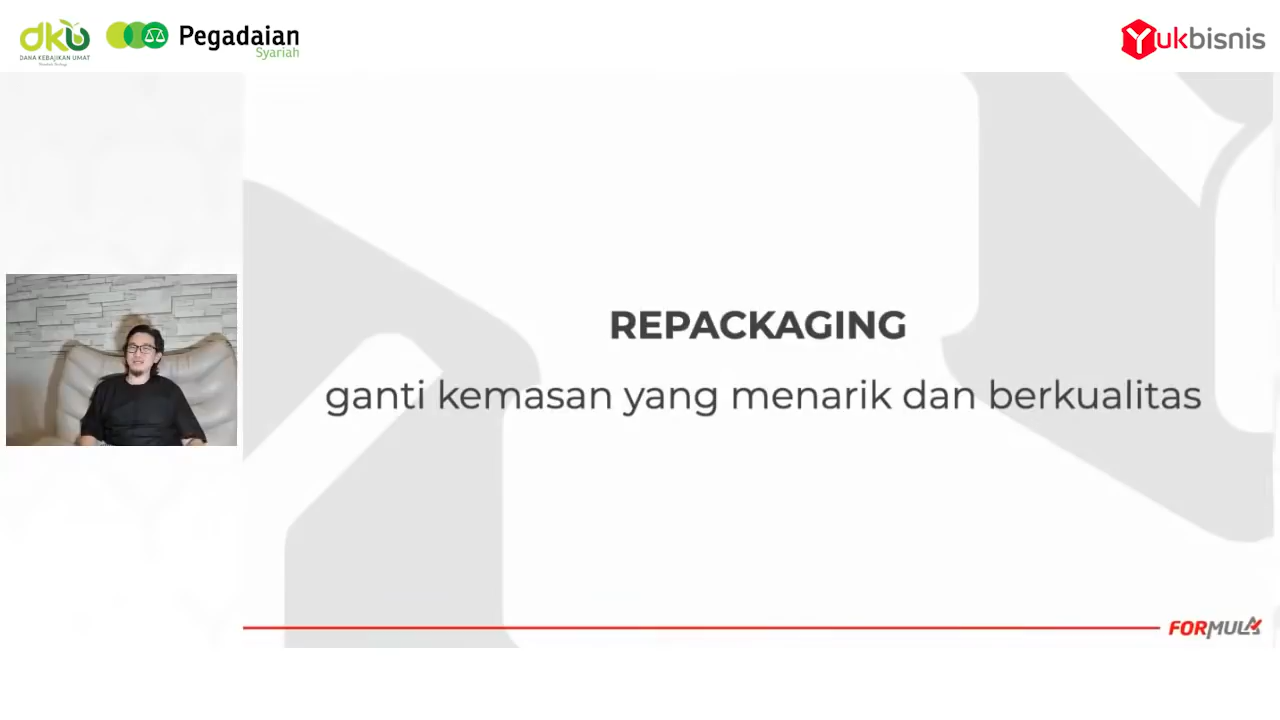 dku
DANA KEBAJIKAN UMAT
Pegadaian
Syariah
Yukbisnis
REPACKAGING
ganti kemasan yang menarik dan berkualitas
FORMULA